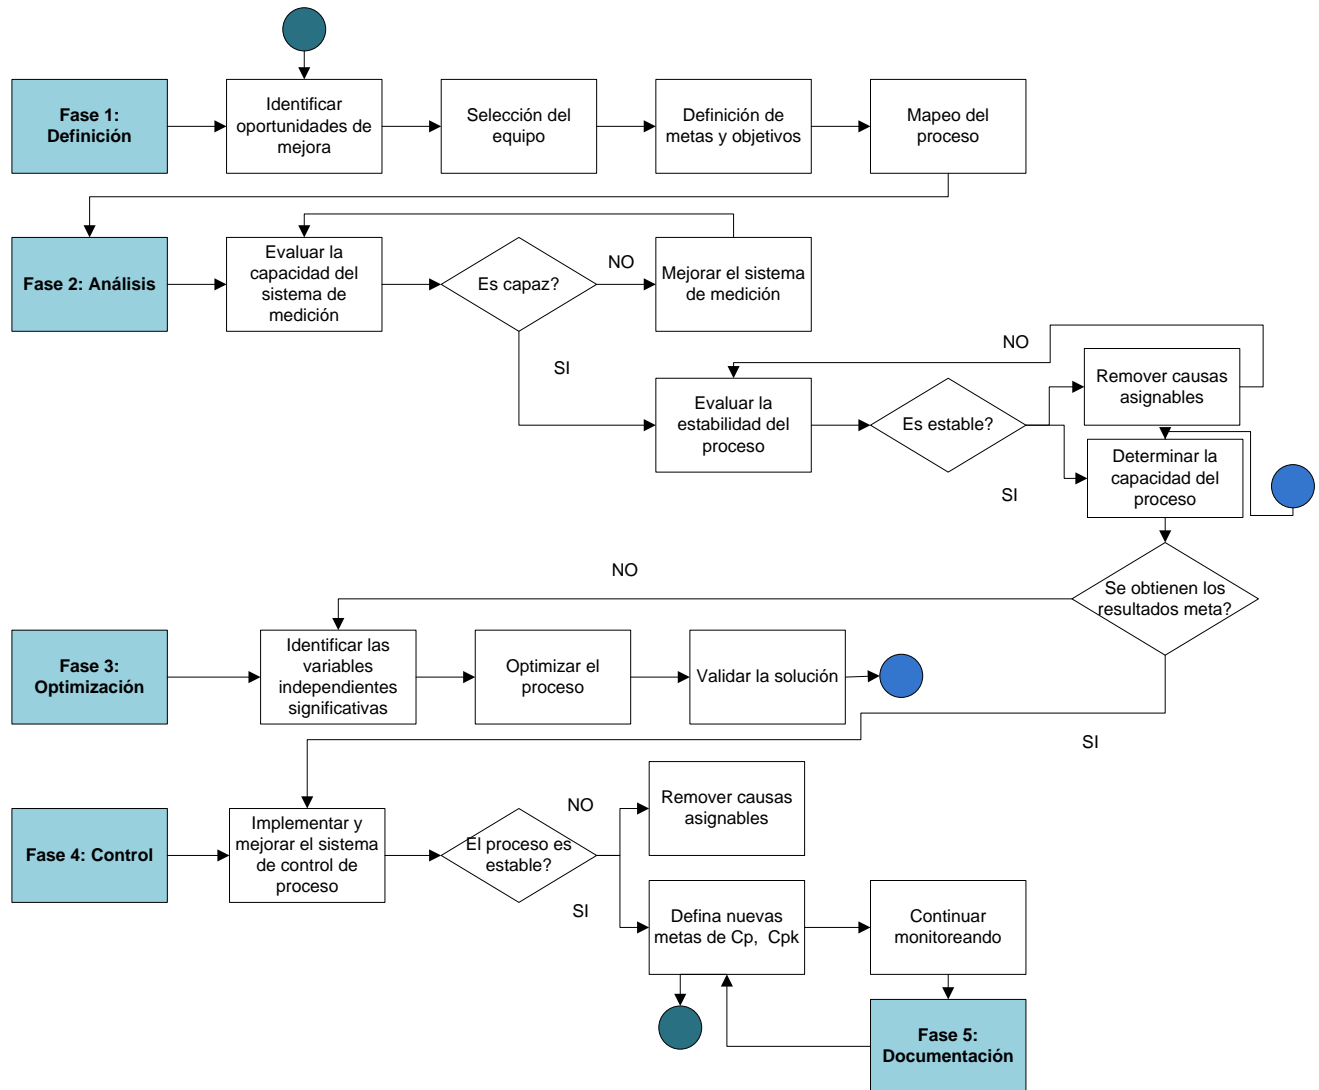 Fase 1:
Definición
Identificar
oportunidades de
mejora
Selección del
equipo
Definición de
metas y objetivos
Mapeo del
proceso
Fase 2: Análisis
Evaluar la
capacidad del
sistema de
medición
Es capaz?
NO
Mejorar el sistema
de medición
SI
Evaluar la
estabilidad del
proceso
Es estable?
NO
Remover causas
asignables
SI
Determinar la
capacidad del
proceso
Se obtienen los
resultados meta?
NO
Fase 3:
Optimización
Identificar las
variables
independientes
significativas
Optimizar el
proceso
Validar la solución
SI
Fase 4: Control
Implementar y
mejorar el sistema
de control de
proceso
El proceso es
estable?
NO
Remover causas
asignables
SI
Defina nuevas
metas de Cp,  Cpk
Continuar
monitoreando
Fase 5:
Documentación